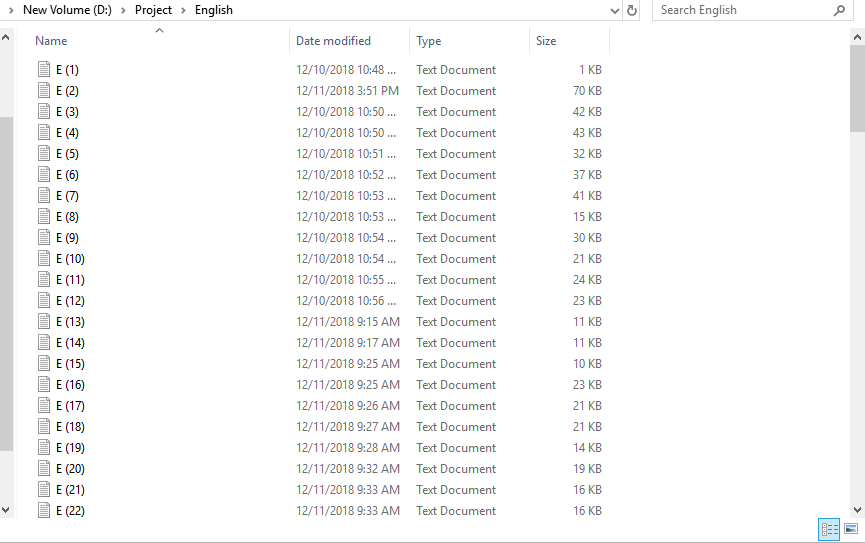 New Volume (D:) > Project > English Search English
Name Date modified Type Size
E (1) 12/10/2018 10:48 ... Text Document 1 KB
E (2) 12/11/2018 3:51 PM Text Document 70 KB
E (3) 12/10/2018 10:50 ... Text Document 42 KB
E (4) 12/10/2018 10:50 ... Text Document 43 KB
E (5) 12/10/2018 10:51 ... Text Document 32 KB
E (6) 12/10/2018 10:52 ... Text Document 37 KB
E (7) 12/10/2018 10:53 ... Text Document 41 KB
E (8) 12/10/2018 10:53 ... Text Document 15 KB
E (9) 12/10/2018 10:54 ... Text Document 30 KB
E (10) 12/10/2018 10:54 ... Text Document 21 KB
E (11) 12/10/2018 10:55 ... Text Document 24 KB
E (12) 12/10/2018 10:56 ... Text Document 23 KB
E (13) 12/11/2018 9:15 AM Text Document 11 KB
E (14) 12/11/2018 9:17 AM Text Document 11 KB
E (15) 12/11/2018 9:25 AM Text Document 10 KB
E (16) 12/11/2018 9:25 AM Text Document 23 KB
E (17) 12/11/2018 9:26 AM Text Document 21 KB
E (18) 12/11/2018 9:27 AM Text Document 21 KB
E (19) 12/11/2018 9:28 AM Text Document 14 KB
E (20) 12/11/2018 9:32 AM Text Document 19 KB
E (21) 12/11/2018 9:33 AM Text Document 16 KB
E (22) 12/11/2018 9:33 AM Text Document 16 KB